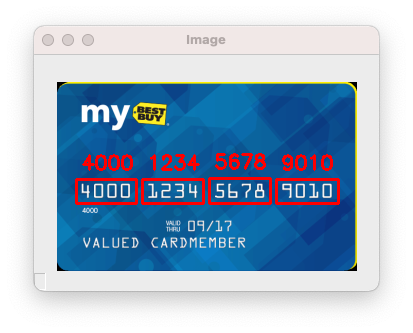 Image
my BEST BUY
4000 1234 5678 9010
4000 1234 5678 9010
4000
VALID THRU 09/17
VALUED CARDMEMBER